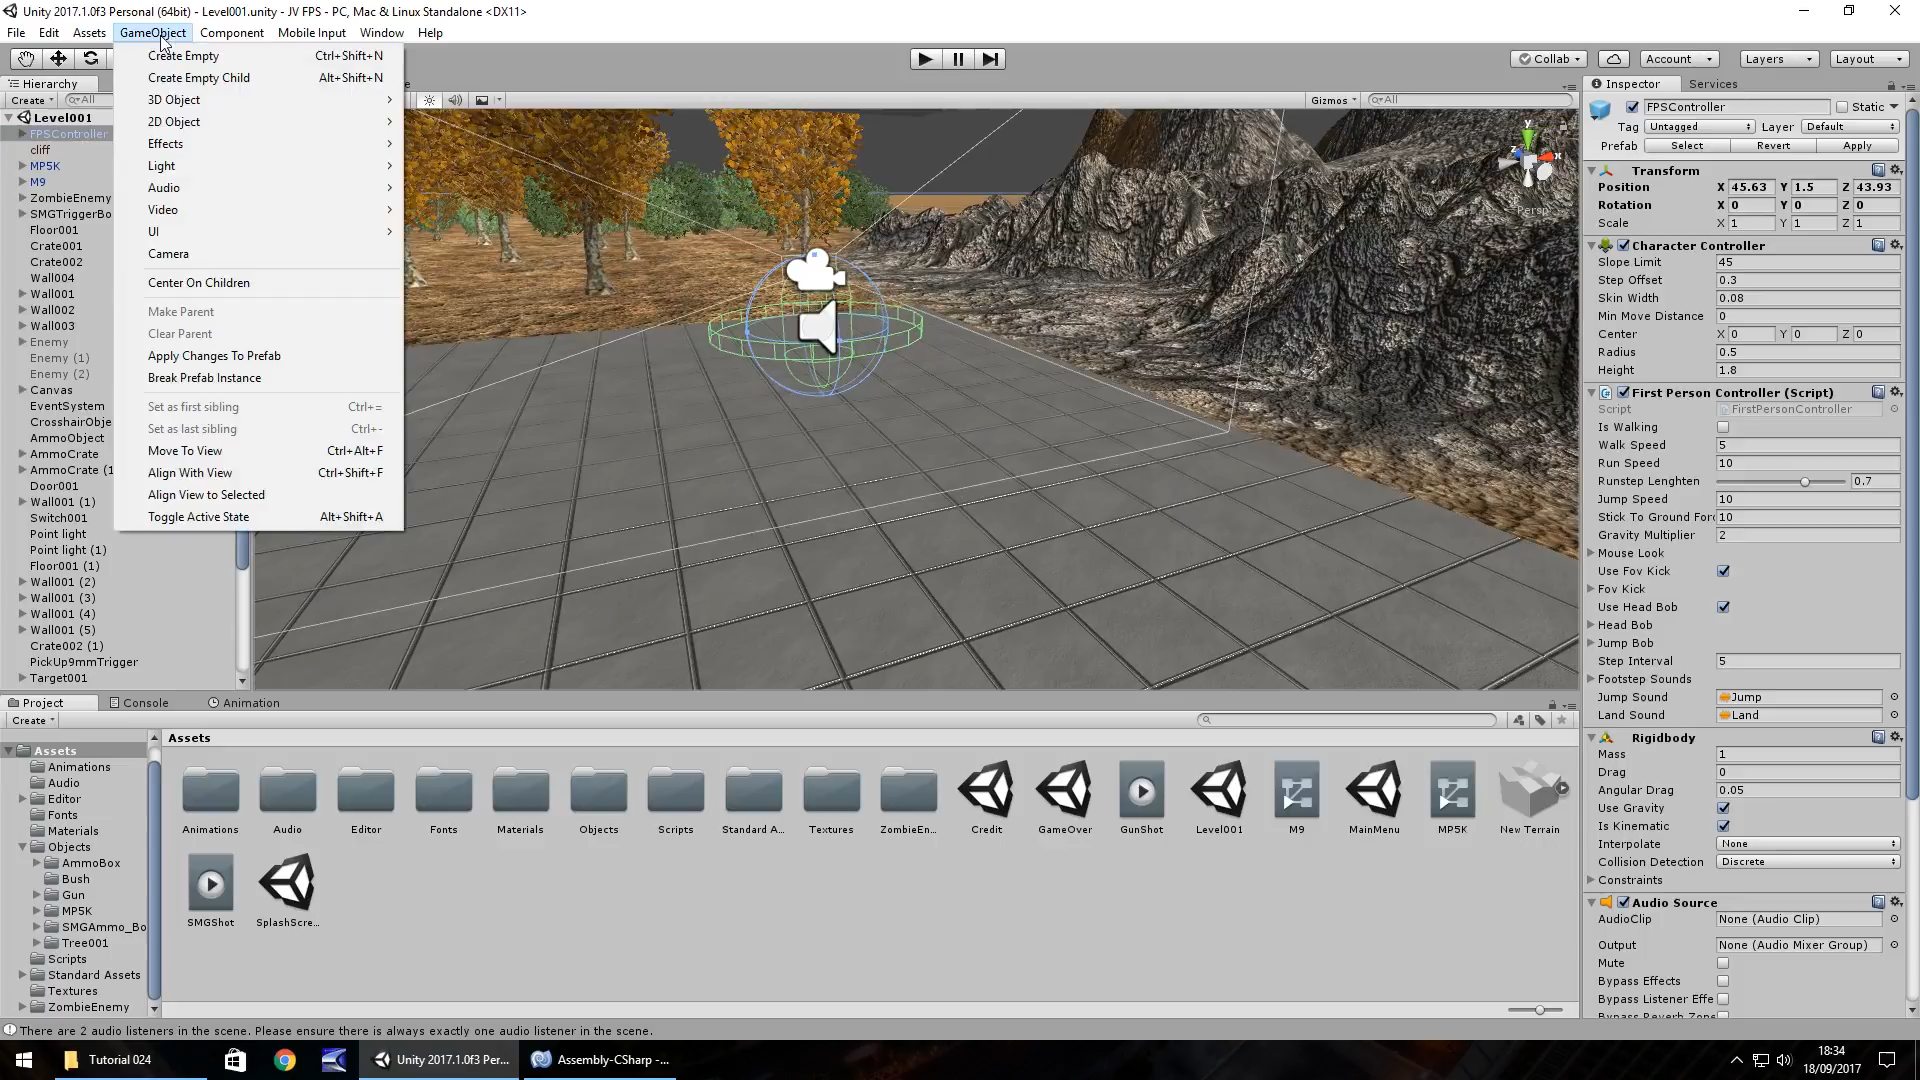 Unity 2017.1.0f3 Personal (64bit) - Level001.unity - JV FPS - PC, Mac & Linux Standalone <DX11>
File Edit Assets GameObject Component Mobile Input Window Help
Collab Account Layers Layout
Hierarchy
Create All
Level001
FPSController
cliff
MP5K
M9
ZombieEnemy
SMGTriggerBo
Floor001
Crate001
Crate002
Wall004
Wall001
Wall002
Wall003
Enemy
Enemy (1)
Enemy (2)
Canvas
EventSystem
CrosshairObje
AmmoObject
AmmoCrate
AmmoCrate (1
Door001
Wall001 (1)
Switch001
Point light
Point light (1)
Floor001 (1)
Wall001 (2)
Wall001 (3)
Wall001 (4)
Wall001 (5)
Crate002 (1)
PickUp9mmTrigger
Target001
Create Empty Ctrl+Shift+N
Create Empty Child Alt+Shift+N
3D Object
2D Object
Effects
Light
Audio
Video
UI
Camera
Center On Children
Make Parent
Clear Parent
Apply Changes To Prefab
Break Prefab Instance
Set as first sibling Ctrl+=
Set as last sibling Ctrl+-
Move To View Ctrl+Alt+F
Align With View Ctrl+Shift+F
Align View to Selected
Toggle Active State Alt+Shift+A
Gizmos All
y
x
z
Persp
Inspector Services
FPSController Static
Tag Untagged Layer Default
Prefab Select Revert Apply
Transform
Position X 45.63 Y 1.5 Z 43.93
Rotation X 0 Y 0 Z 0
Scale X 1 Y 1 Z 1
Character Controller
Slope Limit 45
Step Offset 0.3
Skin Width 0.08
Min Move Distance 0
Center X 0 Y 0 Z 0
Radius 0.5
Height 1.8
First Person Controller (Script)
Script FirstPersonController
Is Walking
Walk Speed 5
Run Speed 10
Runstep Lenghten 0.7
Jump Speed 10
Stick To Ground Forc 10
Gravity Multiplier 2
Mouse Look
Use Fov Kick
Fov Kick
Use Head Bob
Head Bob
Jump Bob
Step Interval 5
Footstep Sounds
Jump Sound Jump
Land Sound Land
Rigidbody
Mass 1
Drag 0
Angular Drag 0.05
Use Gravity
Is Kinematic
Interpolate None
Collision Detection Discrete
Constraints
Audio Source
AudioClip None (Audio Clip)
Output None (Audio Mixer Group)
Mute
Bypass Effects
Bypass Listener Effe
Bypass Reverb Zone
Project Console Animation
Create
Assets
Animations
Audio
Editor
Fonts
Materials
Objects
AmmoBox
Bush
Gun
MP5K
SMGAmmo_Bo
Tree001
Scripts
Standard Assets
Textures
ZombieEnemy
Assets
Animations Audio Editor Fonts Materials Objects Scripts Standard A... Textures ZombieEn... Credit GameOver GunShot Level001 M9 MainMenu MP5K New Terrain
SMGShot SplashScre...
There are 2 audio listeners in the scene. Please ensure there is always exactly one audio listener in the scene.
Tutorial 024 Unity 2017.1.0f3 Per... Assembly-CSharp -...
18:34
18/09/2017